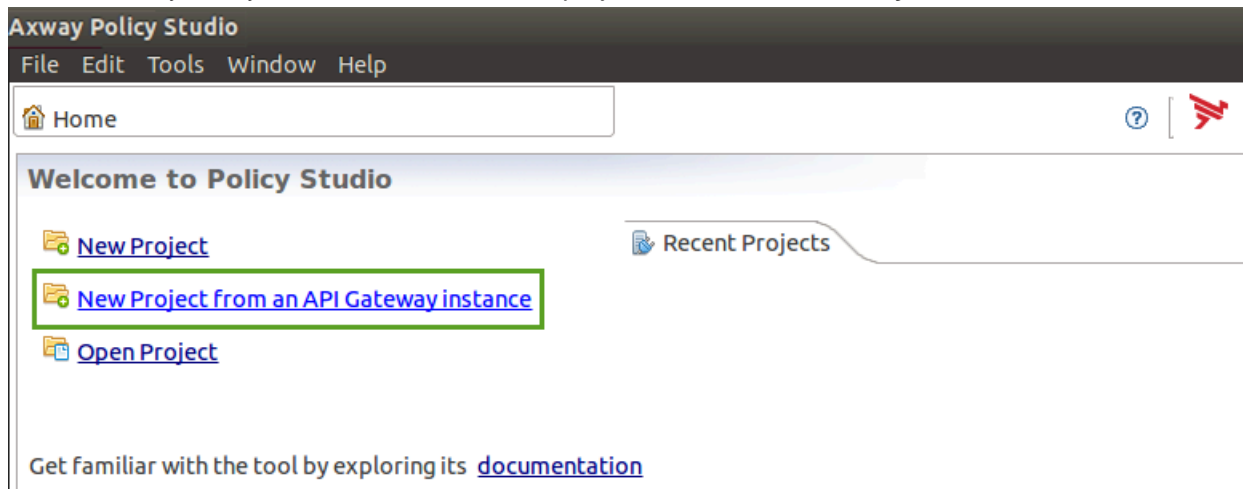 Axway Policy Studio
File Edit Tools Window Help
Home
Welcome to Policy Studio
New Project
Recent Projects
New Project from an API Gateway instance
Open Project
Get familiar with the tool by exploring its documentation